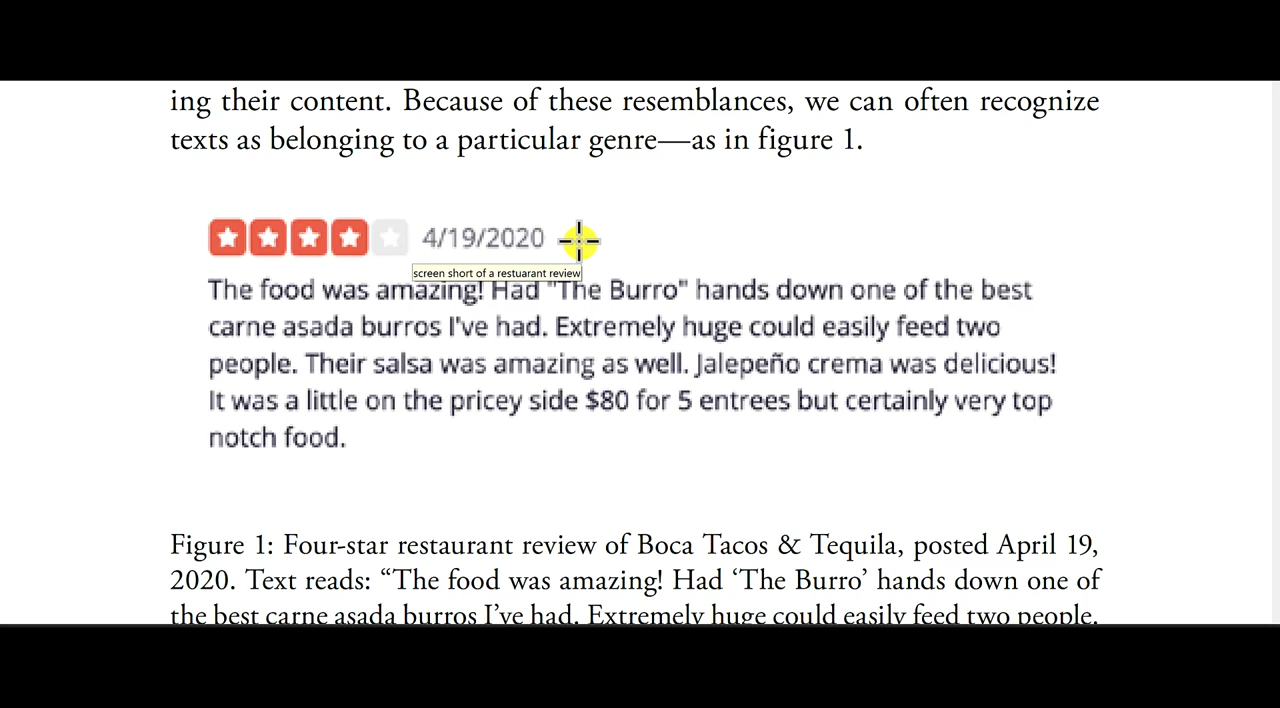 ing their content. Because of these resemblances, we can often recognize
texts as belonging to a particular genre—as in figure 1.
4/19/2020
screen short of a restuarant review
The food was amazing! Had "The Burro" hands down one of the best
carne asada burros I've had. Extremely huge could easily feed two
people. Their salsa was amazing as well. Jalepeño crema was delicious!
It was a little on the pricey side $80 for 5 entrees but certainly very top
notch food.
Figure 1: Four-star restaurant review of Boca Tacos & Tequila, posted April 19,
2020. Text reads: “The food was amazing! Had ‘The Burro’ hands down one of
the best carne asada burros I’ve had. Extremely huge could easily feed two people.